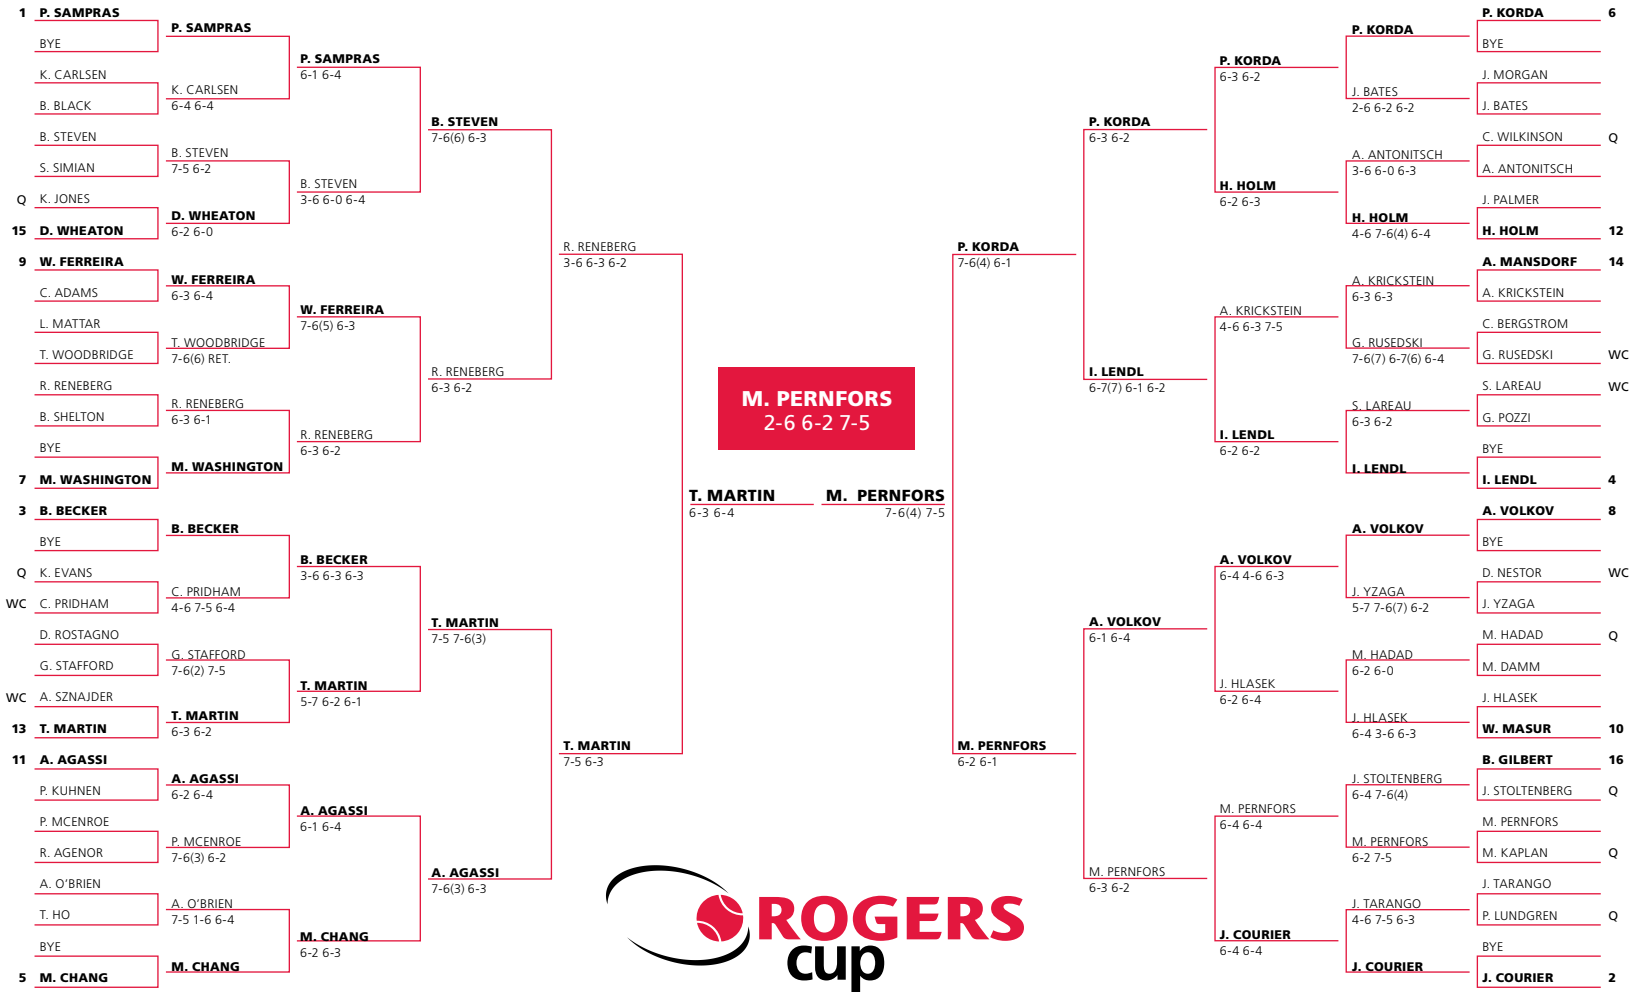 1 P. SAMPRAS
BYE
K. CARLSEN
B. BLACK
B. STEVEN
S. SIMIAN
Q K. JONES
15 D. WHEATON
9 W. FERREIRA
C. ADAMS
L. MATTAR
T. WOODBRIDGE
R. RENEBERG
B. SHELTON
BYE
7 M. WASHINGTON
3 B. BECKER
BYE
Q K. EVANS
WC C. PRIDHAM
D. ROSTAGNO
G. STAFFORD
WC A. SZNAJDER
13 T. MARTIN
11 A. AGASSI
P. KUHNEN
P. MCENROE
R. AGENOR
A. O'BRIEN
T. HO
BYE
5 M. CHANG
P. SAMPRAS
K. CARLSEN
6-4 6-4
B. STEVEN
7-5 6-2
D. WHEATON
6-2 6-0
W. FERREIRA
6-3 6-4
T. WOODBRIDGE
7-6(6) RET.
R. RENEBERG
6-3 6-1
M. WASHINGTON
B. BECKER
C. PRIDHAM
4-6 7-5 6-4
G. STAFFORD
7-6(2) 7-5
T. MARTIN
6-3 6-2
A. AGASSI
6-2 6-4
P. MCENROE
7-6(3) 6-2
A. O'BRIEN
7-5 1-6 6-4
M. CHANG
P. SAMPRAS
6-1 6-4
B. STEVEN
3-6 6-0 6-4
W. FERREIRA
7-6(5) 6-3
R. RENEBERG
6-3 6-2
B. BECKER
3-6 6-3 6-3
T. MARTIN
5-7 6-2 6-1
A. AGASSI
6-1 6-4
M. CHANG
6-2 6-3
B. STEVEN
7-6(6) 6-3
R. RENEBERG
6-3 6-2
T. MARTIN
7-5 7-6(3)
A. AGASSI
7-6(3) 6-3
R. RENEBERG
3-6 6-3 6-2
T. MARTIN
7-5 6-3
T. MARTIN
6-3 6-4
M. PERNFORS
2-6 6-2 7-5
M. PERNFORS
7-6(4) 7-5
P. KORDA
7-6(4) 6-1
M. PERNFORS
6-2 6-1
P. KORDA
6-3 6-2
I. LENDL
6-7(7) 6-1 6-2
A. VOLKOV
6-1 6-4
M. PERNFORS
6-3 6-2
P. KORDA
6-3 6-2
H. HOLM
6-2 6-3
A. KRICKSTEIN
4-6 6-3 7-5
I. LENDL
6-2 6-2
A. VOLKOV
6-4 4-6 6-3
J. HLASEK
6-2 6-4
M. PERNFORS
6-4 6-4
J. COURIER
6-4 6-4
P. KORDA
J. BATES
2-6 6-2 6-2
A. ANTONITSCH
3-6 6-0 6-3
H. HOLM
4-6 7-6(4) 6-4
A. KRICKSTEIN
6-3 6-3
G. RUSEDSKI
7-6(7) 6-7(6) 6-4
S. LAREAU
6-3 6-2
I. LENDL
A. VOLKOV
J. YZAGA
5-7 7-6(7) 6-2
M. HADAD
6-2 6-0
J. HLASEK
6-4 3-6 6-3
J. STOLTENBERG
6-4 7-6(4)
M. PERNFORS
6-2 7-5
J. TARANGO
4-6 7-5 6-3
J. COURIER
P. KORDA 6
BYE
J. MORGAN
J. BATES
C. WILKINSON Q
A. ANTONITSCH
J. PALMER
H. HOLM 12
A. MANSDORF 14
A. KRICKSTEIN
C. BERGSTROM
G. RUSEDSKI WC
S. LAREAU WC
G. POZZI
BYE
I. LENDL 4
A. VOLKOV 8
BYE
D. NESTOR WC
J. YZAGA
M. HADAD Q
M. DAMM
J. HLASEK
W. MASUR 10
B. GILBERT 16
J. STOLTENBERG Q
M. PERNFORS
M. KAPLAN Q
J. TARANGO
P. LUNDGREN Q
BYE
J. COURIER 2
ROGERS
cup